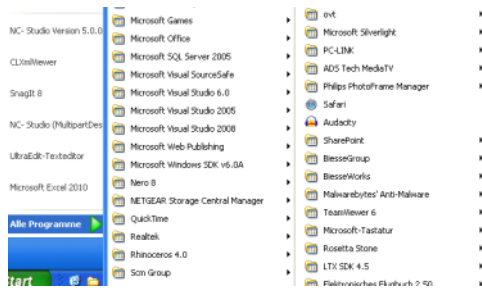 NC- Studio Version 5.0.0
CLXmlViewer
SnagIt 8
NC- Studio (MultipartDes
UltraEdit-Texteditor
Microsoft Excel 2010
Alle Programme
Start
Microsoft Games
Microsoft Office
Microsoft SQL Server 2005
Microsoft Visual SourceSafe
Microsoft Visual Studio 6.0
Microsoft Visual Studio 2005
Microsoft Visual Studio 2008
Microsoft Web Publishing
Microsoft Windows SDK v6.0A
Nero 8
NETGEAR Storage Central Manager
QuickTime
Realtek
Rhinoceros 4.0
Scm Group
ovt
Microsoft Silverlight
PC-LINK
ADS Tech MediaTV
Philips PhotoFrame Manager
Safari
Audacity
SharePoint
BiesseGroup
BiesseWorks
Malwarebytes' Anti-Malware
TeamViewer 6
Microsoft-Tastatur
Rosetta Stone
LTX SDK 4.5
Elektronisches Flugbuch 2.50